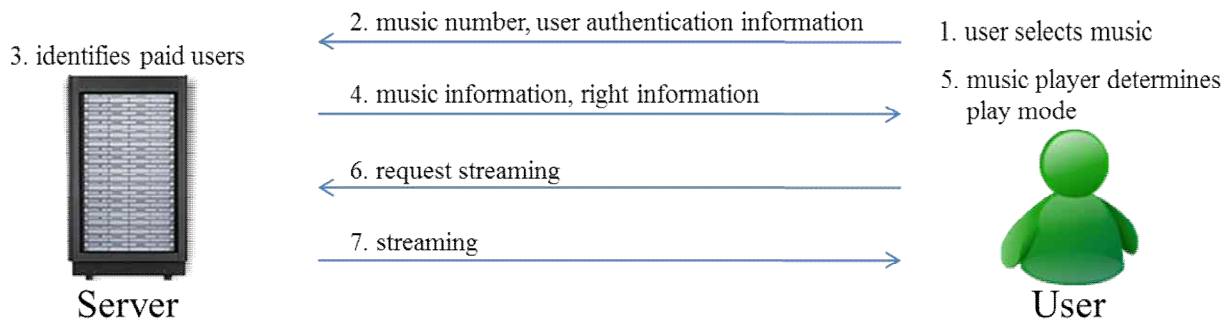 2. music number, user authentication information
1. user selects music
3. identifies paid users
4. music information, right information
5. music player determines
play mode
6. request streaming
7. streaming
Server
User